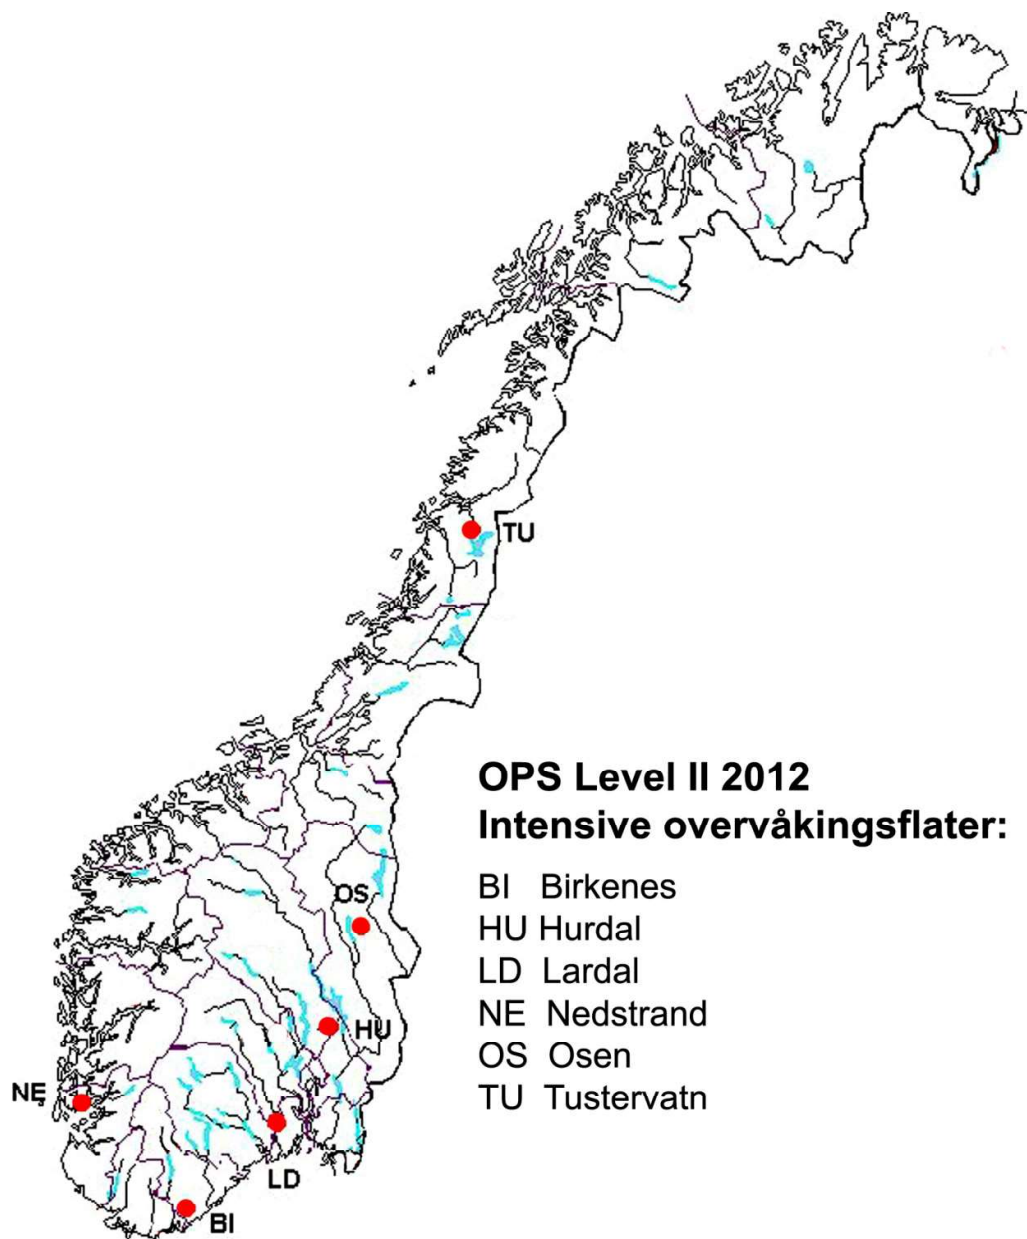 TU
OPS Level II 2012
Intensive overvåkingsflater:
OS
BI Birkenes
HU Hurdal
LD Lardal
NE Nedstrand
OS Osen
TU Tustervatn
HU
NE
LD
BI